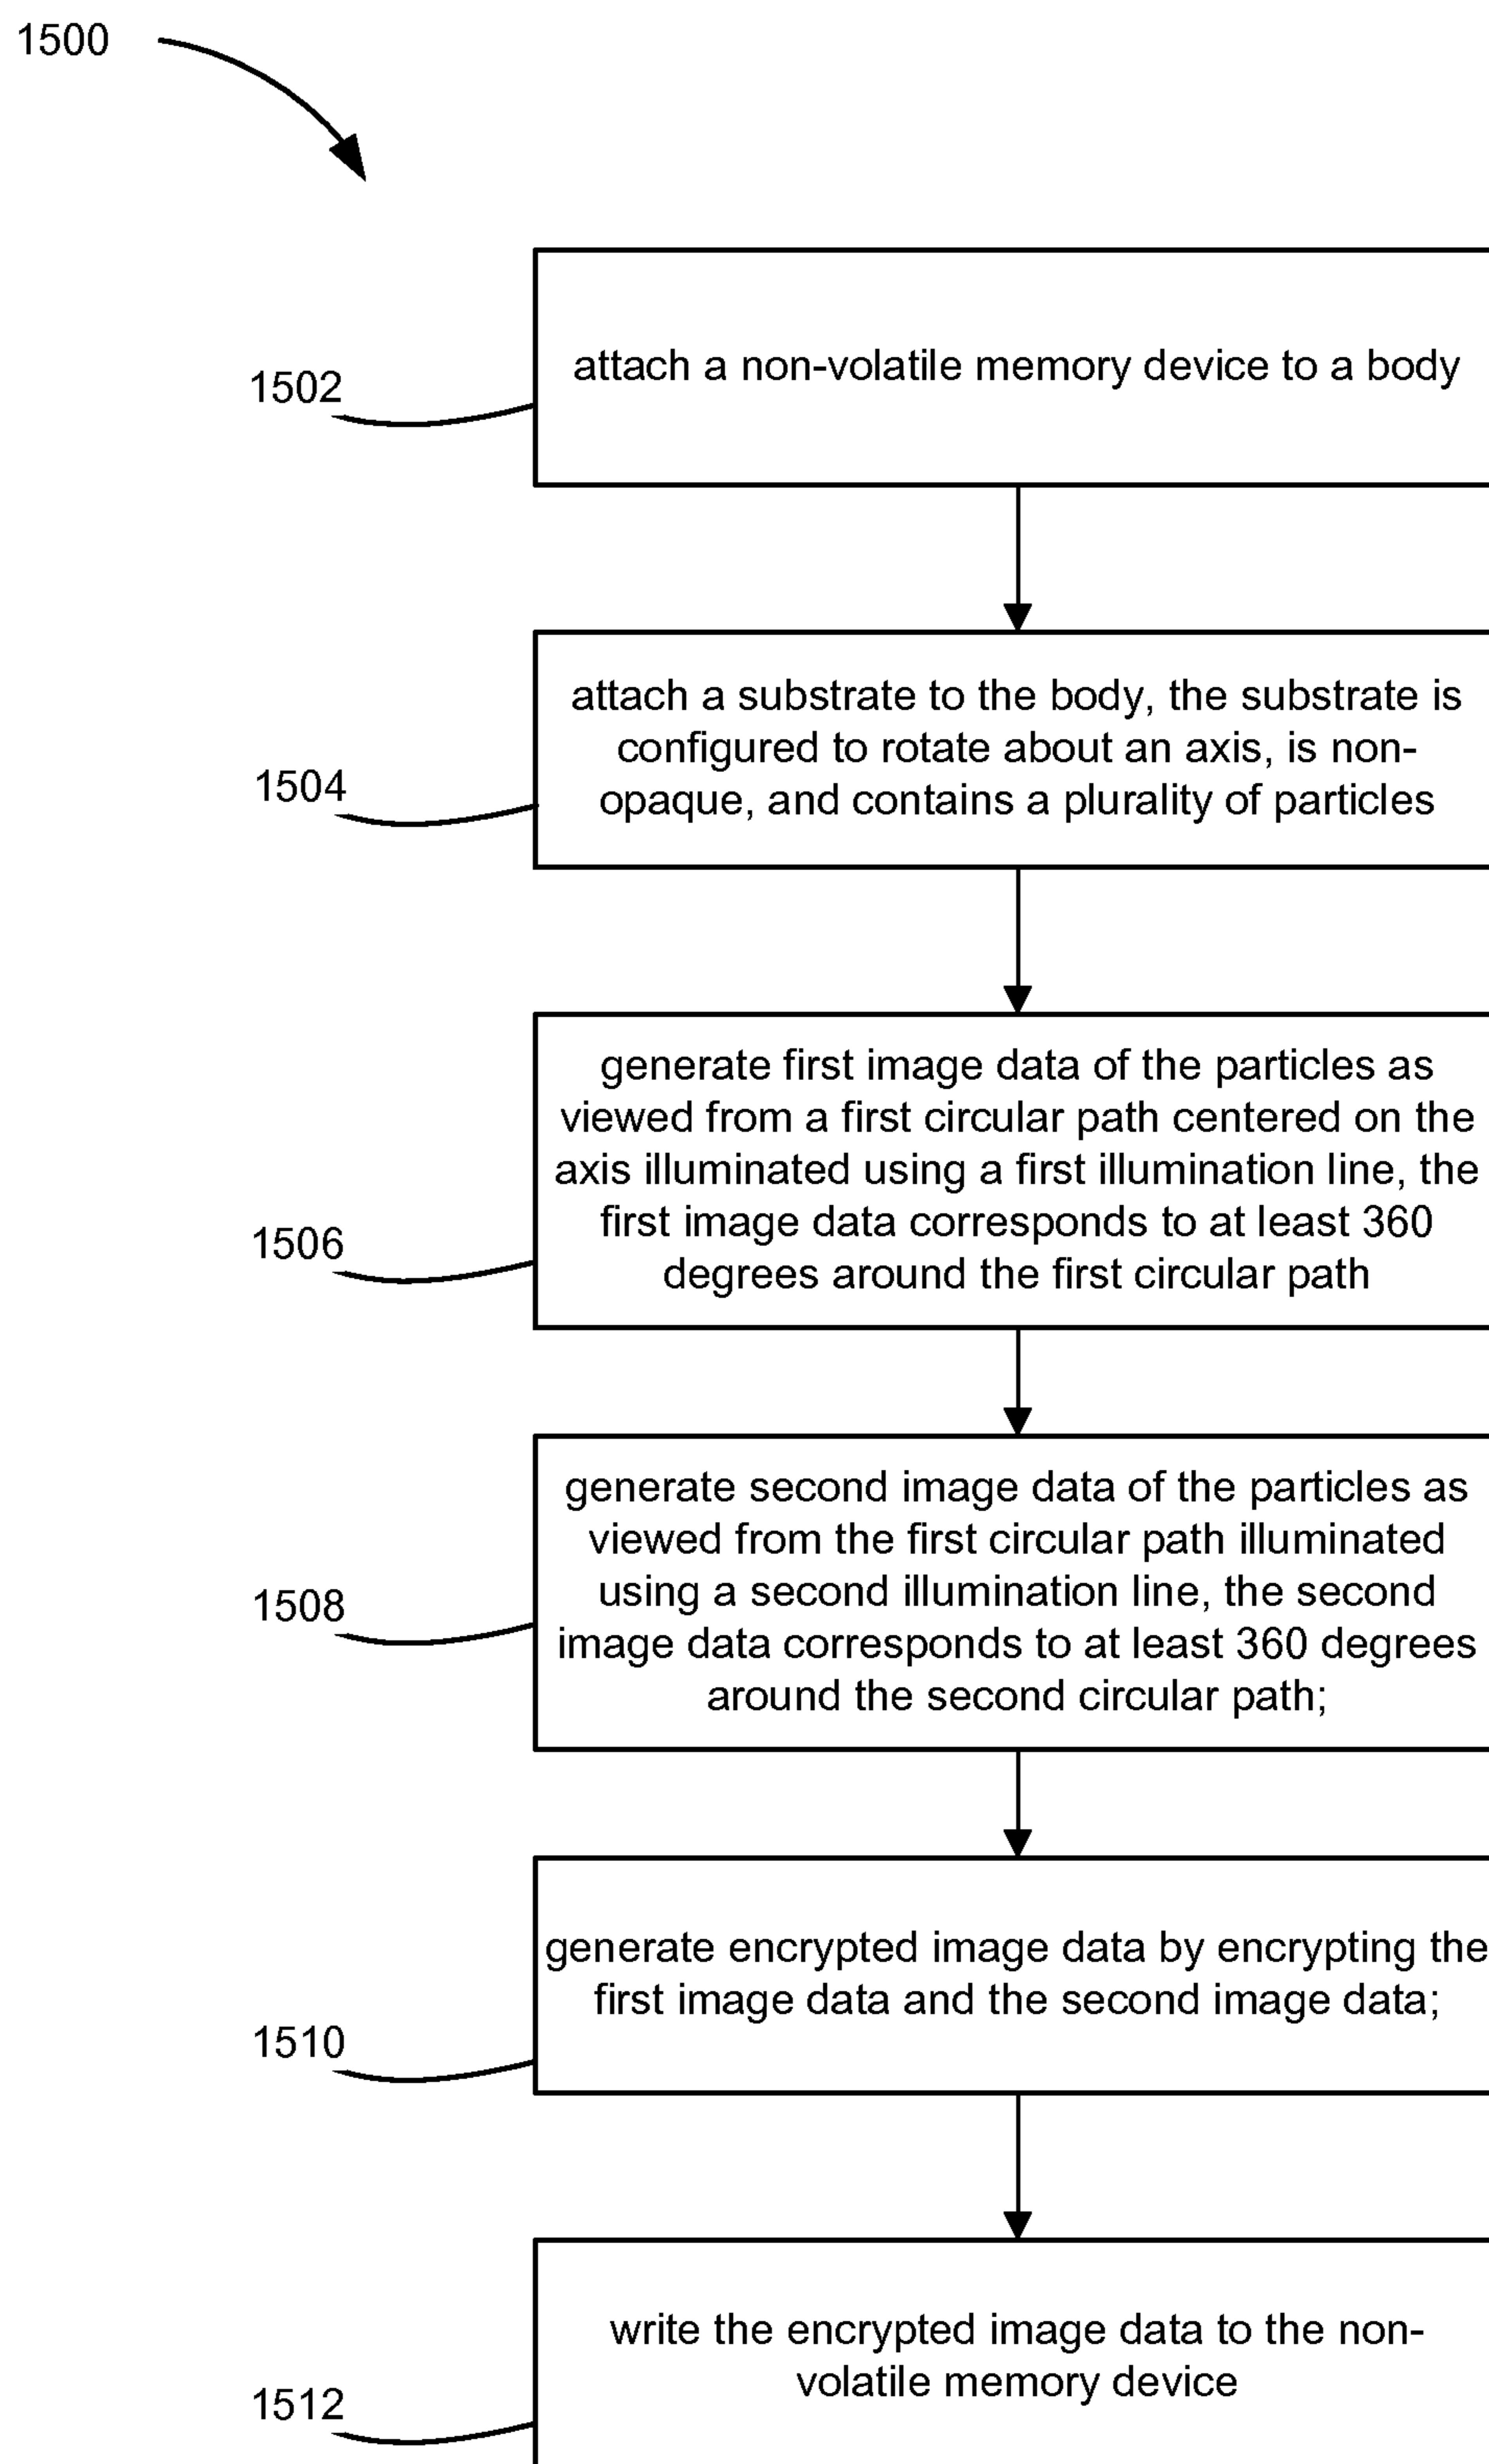 1500
attach a non-volatile memory device to a body
1502
attach a substrate to the body, the substrate is
configured to rotate about an axis, is non-
opaque, and contains a plurality of particles
1504
generate first image data of the particles as
viewed from a first circular path centered on the
axis illuminated using a first illumination line, the
first image data corresponds to at least 360
degrees around the first circular path
1506
generate second image data of the particles as
viewed from the first circular path illuminated
using a second illumination line, the second
image data corresponds to at least 360 degrees
around the second circular path;
1508
generate encrypted image data by encrypting the
first image data and the second image data;
1510
write the encrypted image data to the non-
volatile memory device
1512